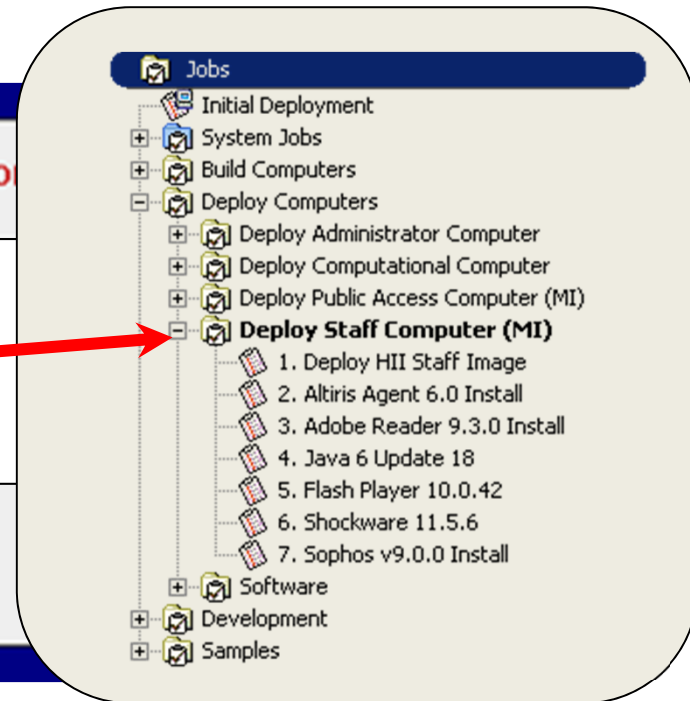 Jobs
Initial Deployment
System Jobs
Build Computers
Deploy Computers
Deploy Administrator Computer
Deploy Computational Computer
Deploy Public Access Computer (MI)
Deploy Staff Computer (MI)
1. Deploy HII Staff Image
2. Altiris Agent 6.0 Install
3. Adobe Reader 9.3.0 Install
4. Java 6 Update 18
5. Flash Player 10.0.42
6. Shockware 11.5.6
7. Sophos v9.0.0 Install
Software
Development
Samples